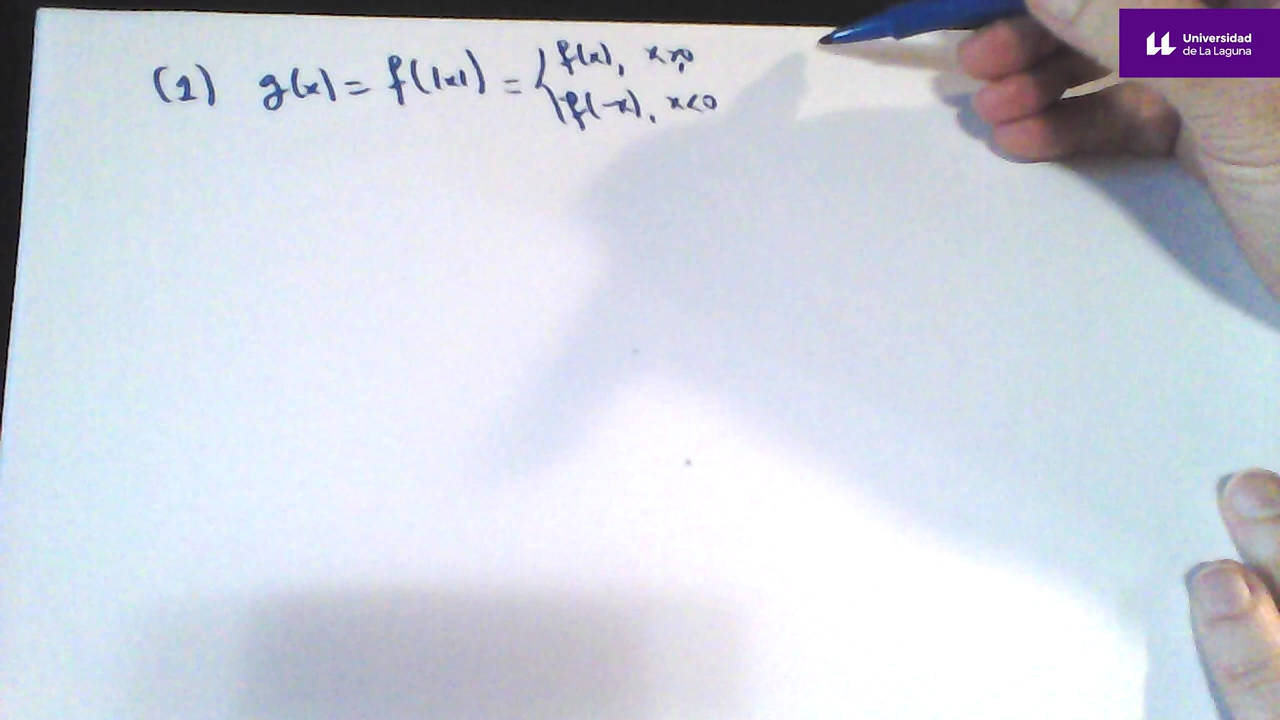 (1) g(x) = f(|x|) = { f(x), x≥0
f(-x), x<0
Universidad
de La Laguna